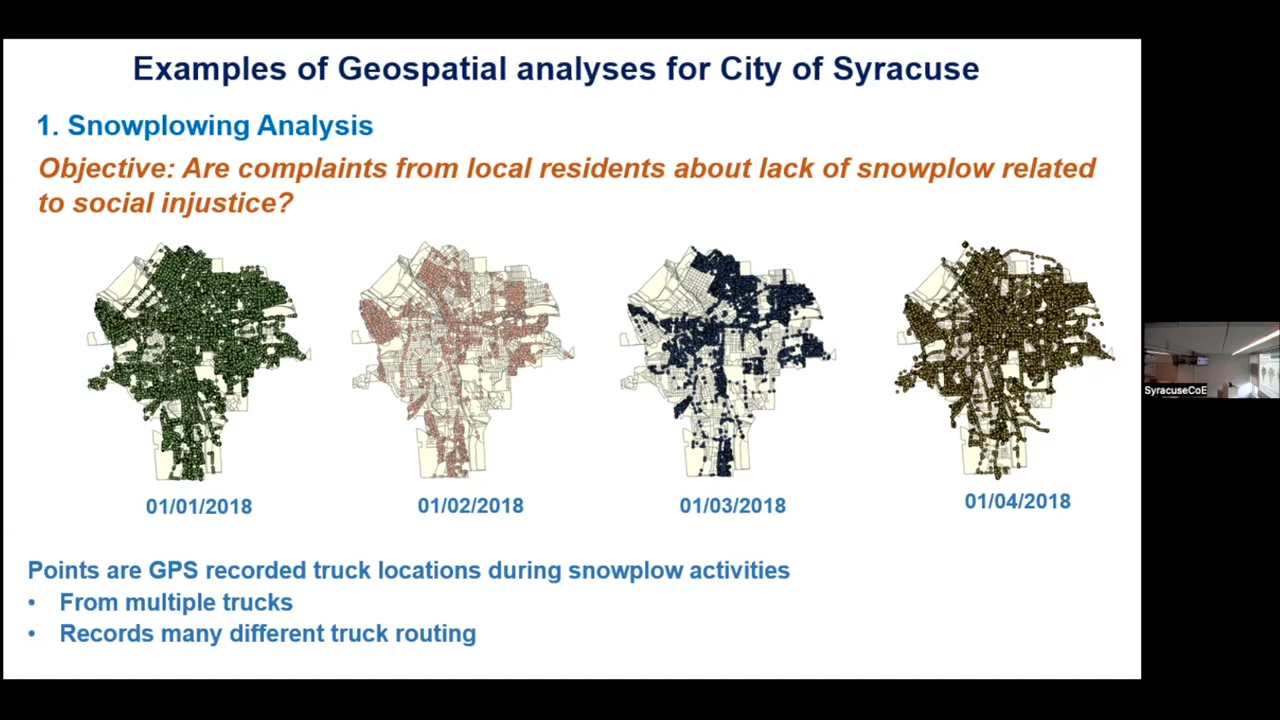 Examples of Geospatial analyses for City of Syracuse
1. Snowplowing Analysis
Objective: Are complaints from local residents about lack of snowplow related
to social injustice?
01/01/2018
01/02/2018
01/03/2018
01/04/2018
Points are GPS recorded truck locations during snowplow activities
• From multiple trucks
• Records many different truck routing
SyracuseCoE